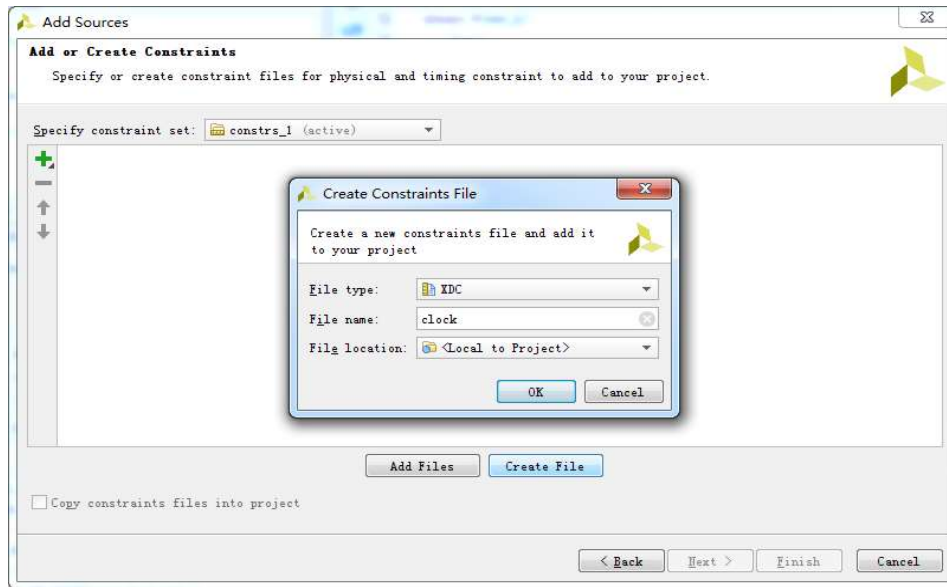 Add Sources
Add or Create Constraints
Specify or create constraint files for physical and timing constraint to add to your project.
Specify constraint set: constrs_1 (active)
Create Constraints File
Create a new constraints file and add it
to your project
File type: XDC
File name: clock
File location: <Local to Project>
OK Cancel
Add Files Create File
Copy constraints files into project
< Back Next > Finish Cancel